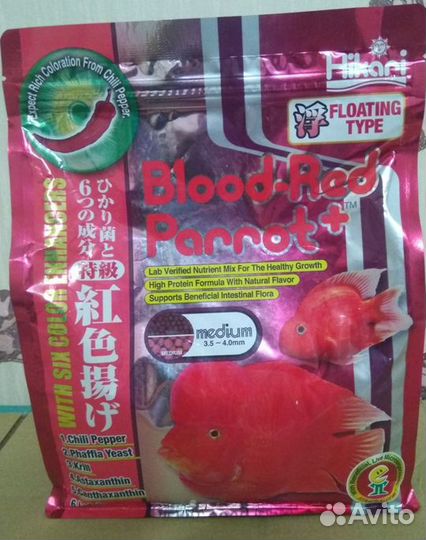 Expect Rich Coloration From Chili Pepper
Hikari
浮
FLOATING
TYPE
Blood-Red
Parrot+™
Lab Verified Nutrient Mix For The Healthy Growth
High Protein Formula With Natural Flavor
Supports Beneficial Intestinal Flora
WITH SIX COLOR ENHANCERS
ひかり菌と
6つの成分
特級
紅色揚げ
medium
3.5~4.0mm
MEDIUM
1.Chili Pepper
2.Phaffia Yeast
3.Krill
4.Astaxanthin
5.Canthaxanthin
6.
Live
Avito